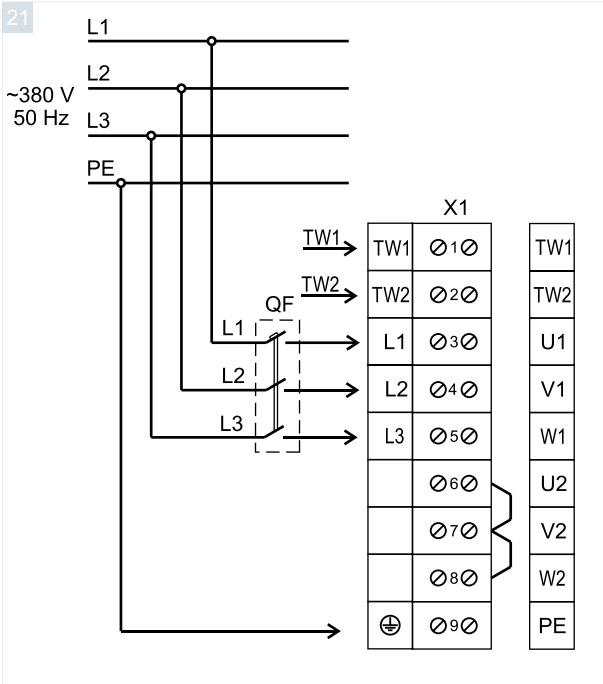 21
L1
L2
~380 V
50 Hz
L3
PE
X1
TW1 TW1 1 TW1
TW2 TW2 2 TW2
QF
L1 L1 3 U1
L2 L2 4 V1
L3 L3 5 W1
6 U2
7 V2
8 W2
9 PE